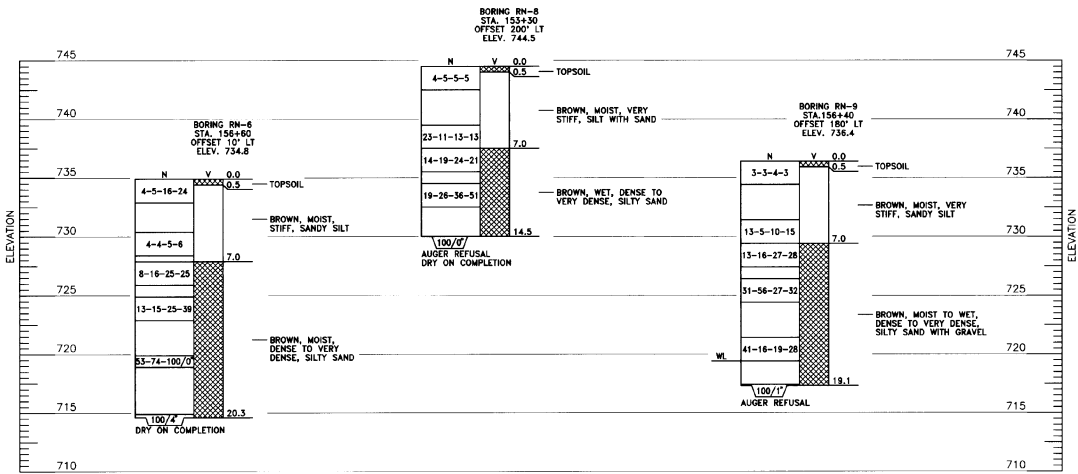 BORING RN-8
STA. 153+30
OFFSET 200' LT
ELEV. 744.5
745
745
N V 0.0
4-5-5-5
0.5
TOPSOIL
BROWN, MOIST, VERY
STIFF, SILT WITH SAND
23-11-13-13
7.0
14-19-24-21
19-26-36-51
BROWN, WET, DENSE TO
VERY DENSE, SILTY SAND
14.5
100/0"
AUGER REFUSAL
DRY ON COMPLETION
740
740
BORING RN-6
STA. 156+60
OFFSET 10' LT
ELEV. 734.8
735
735
N V 0.0
4-5-16-24
0.5
TOPSOIL
BROWN, MOIST,
STIFF, SANDY SILT
4-4-5-6
7.0
8-16-25-25
13-15-25-39
BROWN, MOIST,
DENSE TO VERY
DENSE, SILTY SAND
53-74-100/0"
20.3
100/4"
DRY ON COMPLETION
BORING RN-9
STA.156+40
OFFSET 180' LT
ELEV. 736.4
N V 0.0
3-3-4-3
0.5
TOPSOIL
BROWN, MOIST, VERY
STIFF, SANDY SILT
13-5-10-15
7.0
13-16-27-28
31-56-27-32
BROWN, MOIST TO WET,
DENSE TO VERY DENSE,
SILTY SAND WITH GRAVEL
41-16-19-28
WL
19.1
100/1"
AUGER REFUSAL
730
730
725
725
720
720
715
715
710
710
ELEVATION
ELEVATION